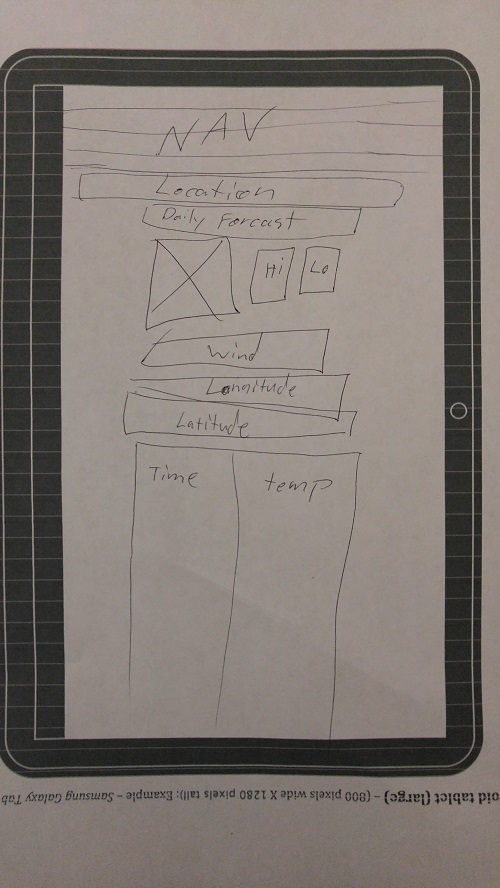 NAV
Location
Daily Forcast
Hi Lo
Wind
Longitude
Latitude
Time temp
oid tablet (large) – (800 pixels wide X 1280 pixels tall): Example – Samsung Galaxy Tab